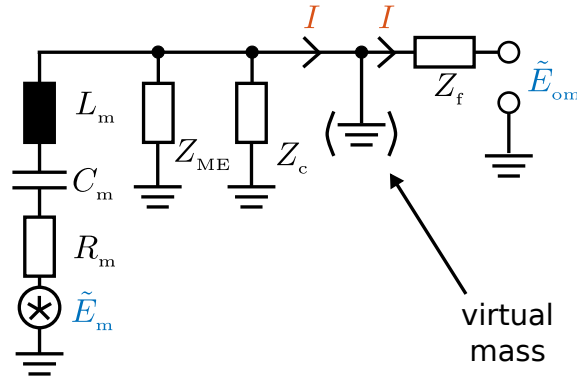 I
I
Z_f
Ẽ_om
L_m
Z_ME
Z_c
C_m
R_m
Ẽ_m
virtual
mass